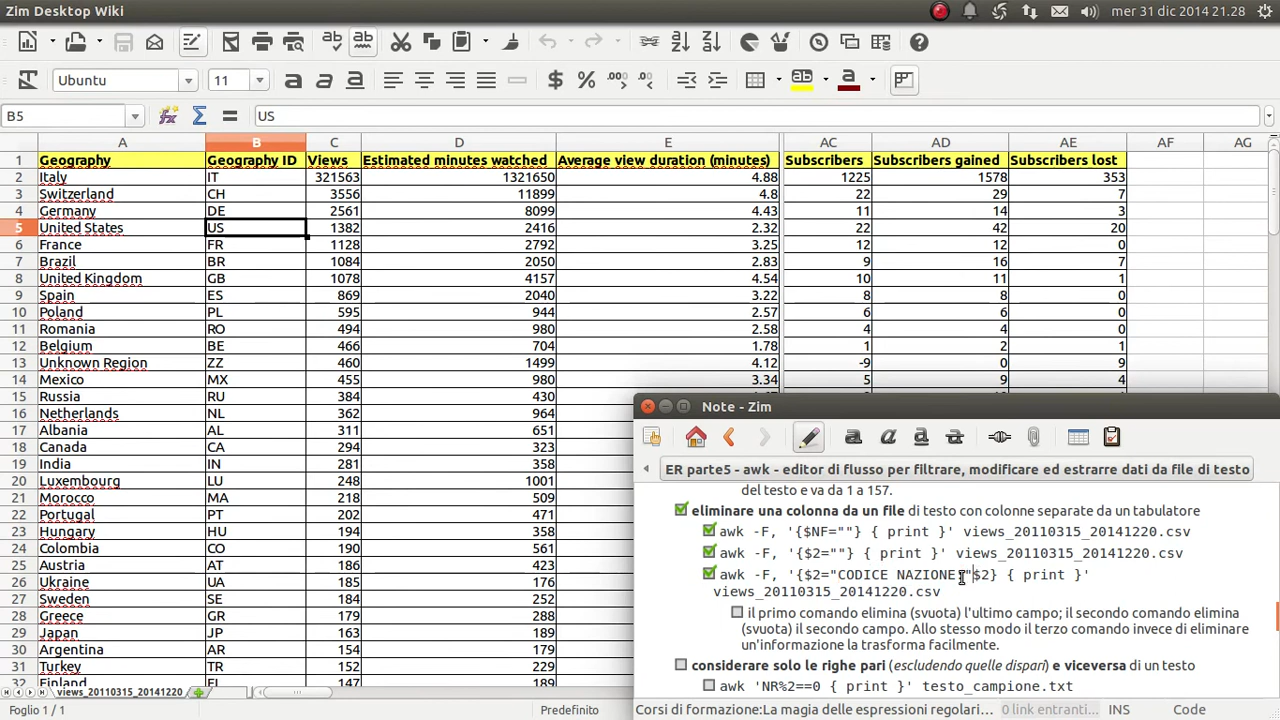 Zim Desktop Wiki
mer 31 dic 2014 21.28
Ubuntu 11
B5 US
A B C D E AC AD AE AF AG
1 Geography Geography ID Views Estimated minutes watched Average view duration (minutes) Subscribers Subscribers gained Subscribers lost
2 Italy IT 321563 1321650 4.88 1225 1578 353
3 Switzerland CH 3556 11899 4.8 22 29 7
4 Germany DE 2561 8099 4.43 11 14 3
5 United States US 1382 2416 2.32 22 42 20
6 France FR 1128 2792 3.25 12 12 0
7 Brazil BR 1084 2050 2.83 9 16 7
8 United Kingdom GB 1078 4157 4.54 10 11 1
9 Spain ES 869 2040 3.22 8 8 0
10 Poland PL 595 944 2.57 6 6 0
11 Romania RO 494 980 2.58 4 4 0
12 Belgium BE 466 704 1.78 1 2 1
13 Unknown Region ZZ 460 1499 4.12 -9 0 9
14 Mexico MX 455 980 3.34 5 9 4
15 Russia RU 384 430
16 Netherlands NL 362 964
17 Albania AL 311 651
18 Canada CA 294 323
19 India IN 281 358
20 Luxembourg LU 248 1001
21 Morocco MA 218 509
22 Portugal PT 202 358
23 Hungary HU 194 339
24 Colombia CO 190 561
25 Austria AT 186 423
26 Ukraine UA 185 265
27 Sweden SE 184 260
28 Greece GR 179 382
29 Japan JP 163 189
30 Argentina AR 154 449
31 Turkey TR 152 227
32 Finland FI 147 189
views_20110315_20141220
Foglio 1 / 1 Predefinito
Note - Zim
ER parte5 - awk - editor di flusso per filtrare, modificare ed estrarre dati da file di testo
del testo e va da 1 a 157.
eliminare una colonna da un file di testo con colonne separate da un tabulatore
awk -F, '{$NF=""} { print }' views_20110315_20141220.csv
awk -F, '{$2=""} { print }' views_20110315_20141220.csv
awk -F, '{$2="CODICE NAZIONE:"$2} { print }'
views_20110315_20141220.csv
il primo comando elimina (svuota) l'ultimo campo; il secondo comando elimina
(svuota) il secondo campo. Allo stesso modo il terzo comando invece di eliminare
un'informazione la trasforma facilmente.
considerare solo le righe pari (escludendo quelle dispari) e viceversa di un testo
awk 'NR%2==0 { print }' testo_campione.txt
Corsi di formazione:La magia delle espressioni regolari... 0 link entranti... INS Code